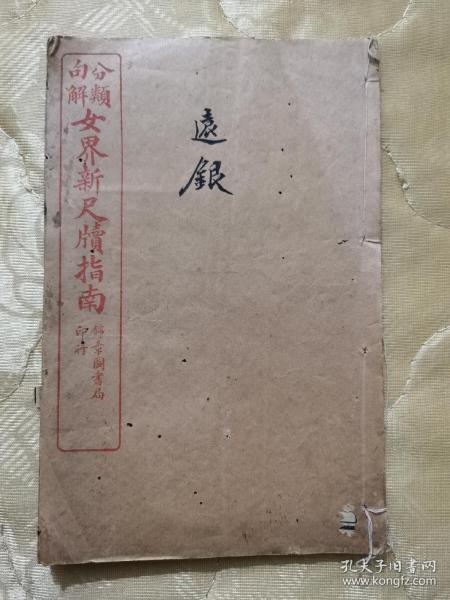 分類
句解
女界新尺牘指南
錦章圖書局
印行
遠
銀
孔夫子旧书网
www.kongfz.com